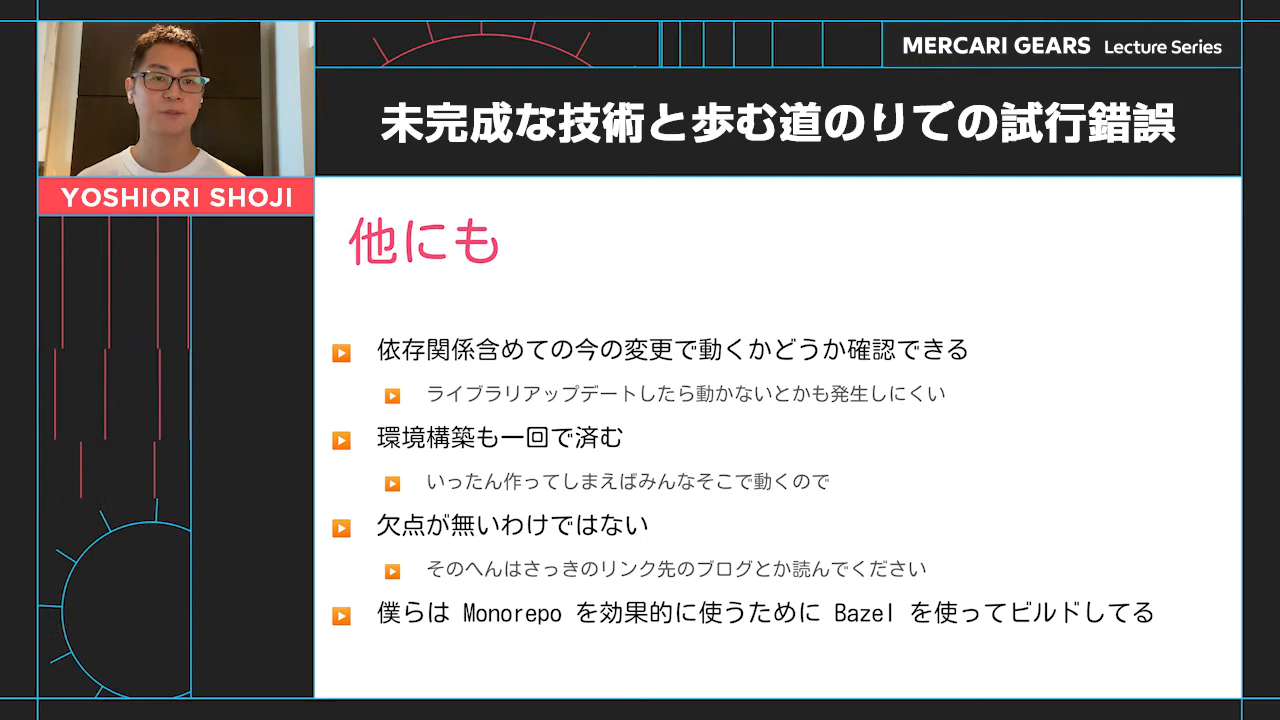 MERCARI GEARS Lecture Series
未完成な技術と歩む道のりでの試行錯誤
YOSHIORI SHOJI
他にも
依存関係含めての今の変更で動くかどうか確認できる
ライブラリアップデートしたら動かないとかも発生しにくい
環境構築も一回で済む
いったん作ってしまえばみんなそこで動くので
欠点が無いわけではない
そのへんはさっきのリンク先のブログとか読んでください
僕らは Monorepo を効果的に使うために Bazel を使ってビルドしてる